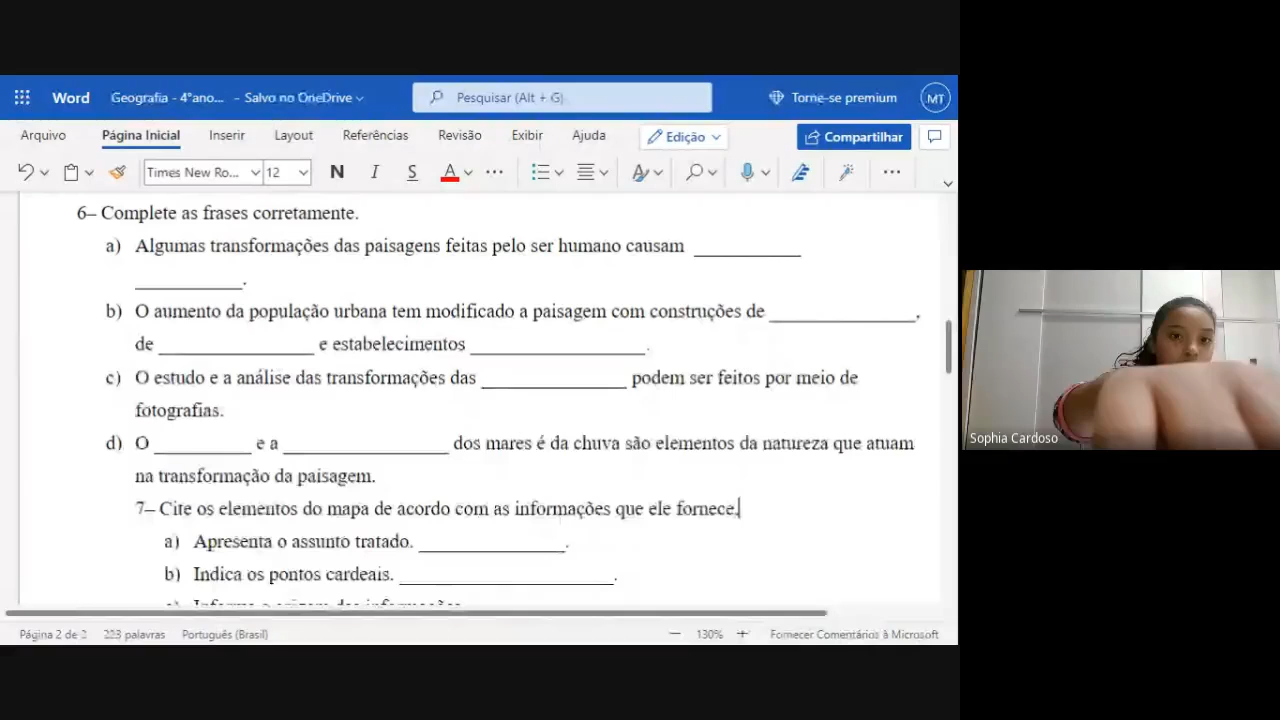 Word Geografia - 4°ano... – Salvo no OneDrive Pesquisar (Alt + G) Torne-se premium MT
Arquivo Página Inicial Inserir Layout Referências Revisão Exibir Ajuda Edição Compartilhar
Times New Ro... 12 N I S A ...
6– Complete as frases corretamente.
a) Algumas transformações das paisagens feitas pelo ser humano causam ___________
___________.
b) O aumento da população urbana tem modificado a paisagem com construções de _______________,
de ________________ e estabelecimentos __________________.
c) O estudo e a análise das transformações das _______________ podem ser feitos por meio de
fotografias.
d) O __________ e a _________________ dos mares é da chuva são elementos da natureza que atuam
na transformação da paisagem.
7– Cite os elementos do mapa de acordo com as informações que ele fornece.
a) Apresenta o assunto tratado. _______________.
b) Indica os pontos cardeais. ______________________.
Sophia Cardoso
Página 2 de 223 palavras Português (Brasil) — 130% + Fornecer Comentários à Microsoft